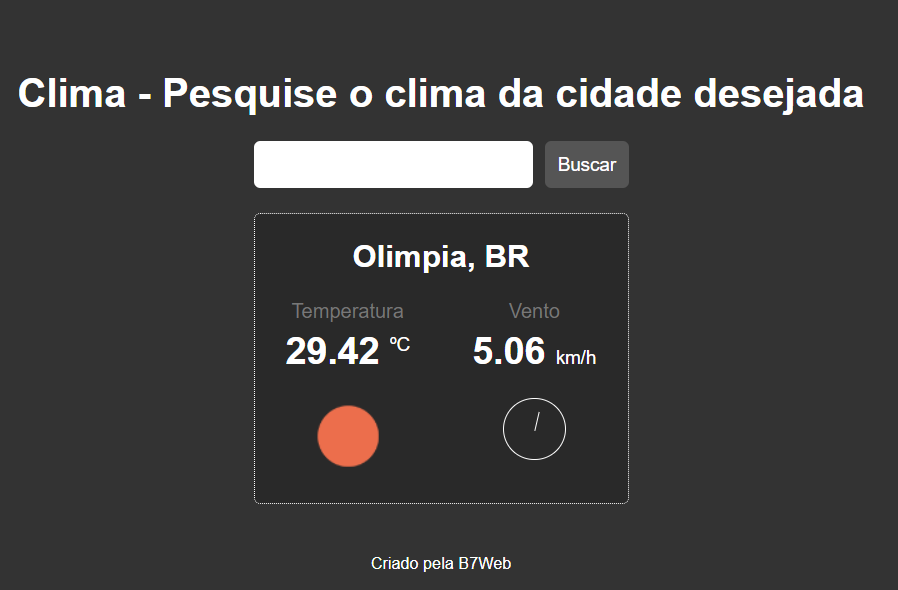 Clima - Pesquise o clima da cidade desejada
Buscar
Olimpia, BR
Temperatura
29.42 ºC
Vento
5.06 km/h
Criado pela B7Web